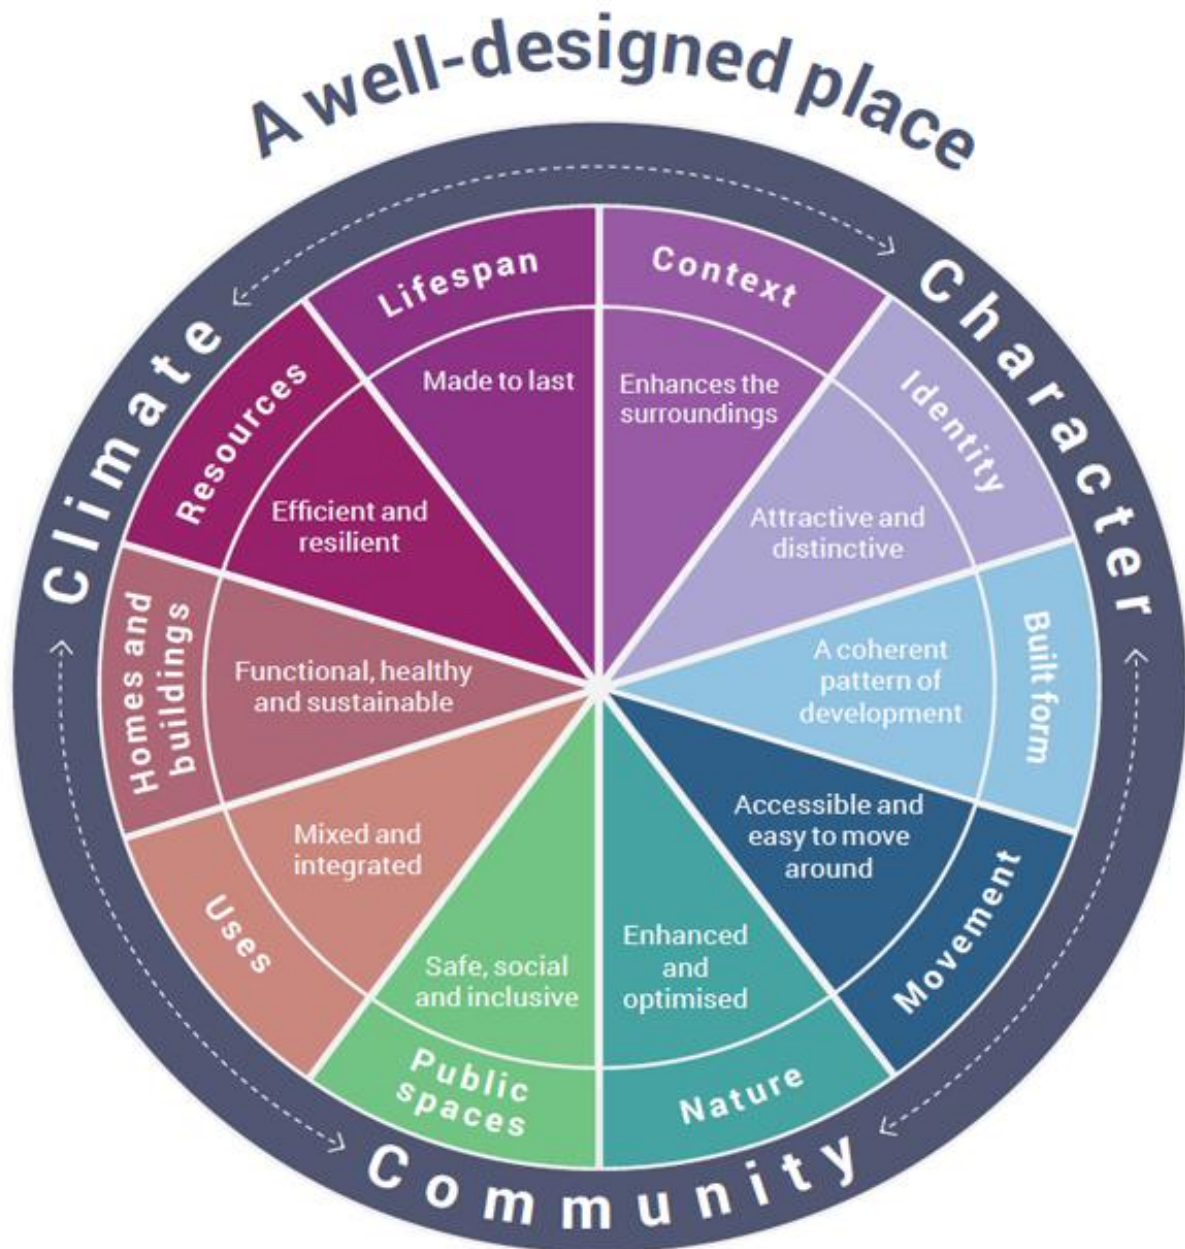 A well-designed place
Climate
Character
Community
Context
Enhances the
surroundings
Identity
Attractive and
distinctive
Built form
A coherent
pattern of
development
Movement
Accessible and
easy to move
around
Nature
Enhanced
and
optimised
Public
spaces
Safe, social
and inclusive
Uses
Mixed and
integrated
Homes and
buildings
Functional, healthy
and sustainable
Resources
Efficient and
resilient
Lifespan
Made to last